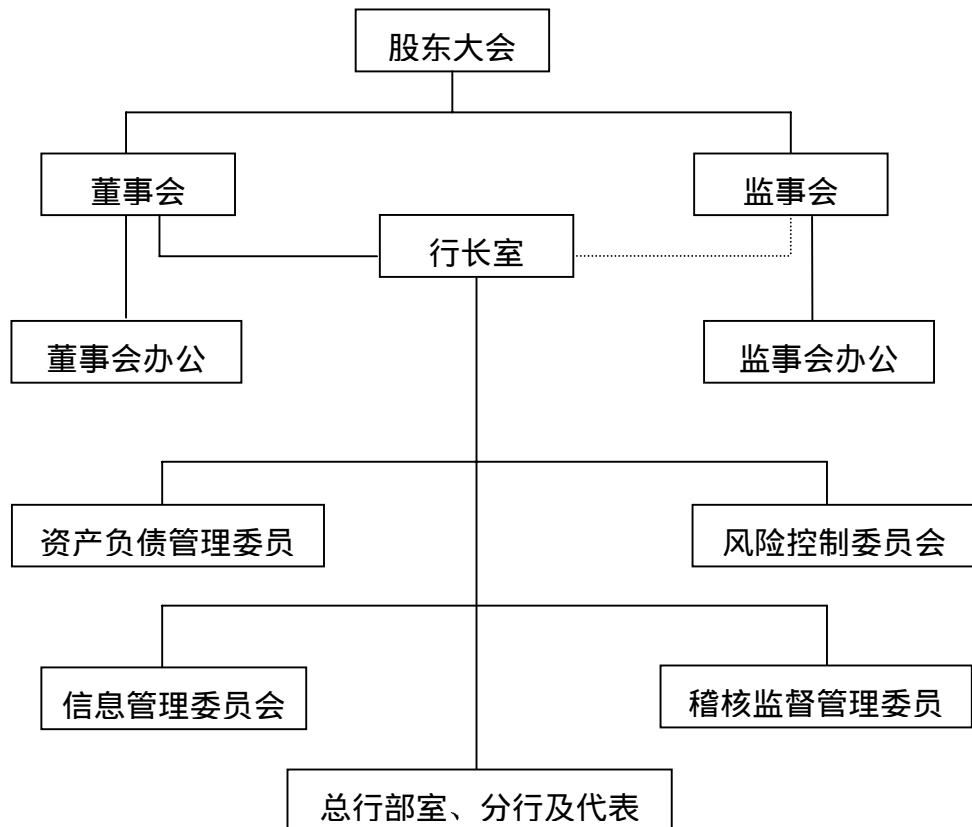 股东大会
董事会
监事会
行长室
董事会办公
监事会办公
资产负债管理委员
风险控制委员会
信息管理委员会
稽核监督管理委员
总行部室、分行及代表